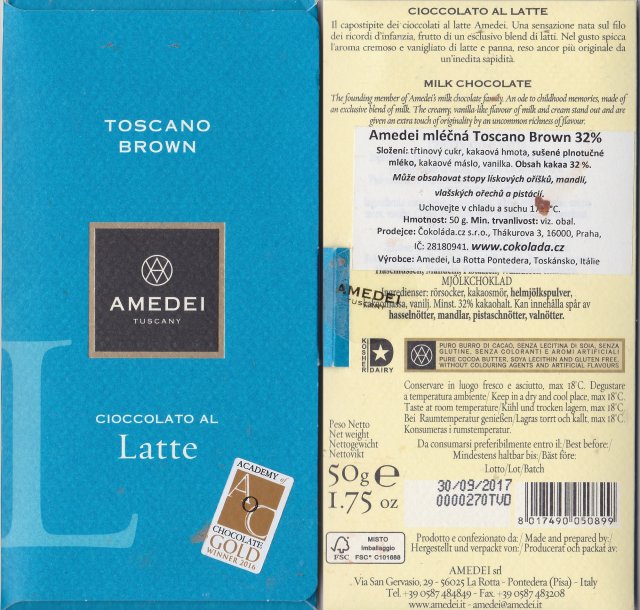 TOSCANO
BROWN
AMEDEI
TUSCANY
CIOCCOLATO AL
Latte
L
ACADEMY of
AoC
CHOCOLATE
GOLD
WINNER 2016
CIOCCOLATO AL LATTE
Il capostipite dei cioccolati al latte Amedei. Una sensazione nata sul filo
dei ricordi d'infanzia, frutto di un esclusivo blend di latti. Nel gusto spicca
l'aroma cremoso e vanigliato di latte e panna, reso ancor più originale da
un'inedita sapidità.
MILK CHOCOLATE
The founding member of Amedei's milk chocolate family. An ode to childhood memories, made of
an exclusive blend of milk. The creamy, vanilla-like flavour of milk and cream stand out and are
given an extra touch of originality by an uncommon richness of flavour.
Amedei mléčná Toscano Brown 32%
Složení: třtinový cukr, kakaová hmota, sušené plnotučné
mléko, kakaové máslo, vanilka. Obsah kakaa 32 %.
Může obsahovat stopy lískových oříšků, mandlí,
vlašských ořechů a pistácií.
Uchovejte v chladu a suchu °C.
Hmotnost: 50 g. Min. trvanlivost: viz. obal.
Prodejce: Čokoláda.cz s.r.o., Thákurova 3, 16000, Praha,
IČ: 28180941. www.cokolada.cz
Výrobce: Amedei, La Rotta Pontedera, Toskánsko, Itálie
MJÖLKCHOKLAD
Ingredienser: rörsocker, kakaosmör, helmjölkspulver,
vanilj. Minst. 32% kakaohalt. Kan innehålla spår av
hasselnötter, mandlar, pistaschnötter, valnötter.
AMEDEI
TUSCANY
KOSHER
DAIRY
PURO BURRO DI CACAO, SENZA LECITINA DI SOIA, SENZA
GLUTINE, SENZA COLORANTI E AROMI ARTIFICIALI
PURE COCOA BUTTER, SOYA LECITHIN AND GLUTEN FREE.
WITHOUT COLOURING AGENTS AND ARTIFICIAL FLAVOURS
Conservare in luogo fresco e asciutto, max 18°C. Degustare
a temperatura ambiente/Keep in a dry and cool place, max 18°C.
Taste at room temperature/Kühl und trocken lagern, max 18°C.
Bei Raumtemperatur genießen/Lagras torrt och kallt, max 18°C.
Konsumeras i rumstemperatur.
Peso Netto
Net weight
Nettogewicht
Nettovikt
50g e
1.75 oz
Da consumarsi preferibilmente entro il:/Best before:/
Mindestens haltbar bis:/Bäst före:
Lotto/Lot/Batch
30/09/2017
0000270TVD
8 017490 050899
FSC
MISTO
Imballaggio
FSC® C101688
Prodotto e confezionato da:/Made and prepared by:/
Hergestellt und verpackt von:/Producerat och packat av:
AMEDEI srl
Via San Gervasio, 29 - 56025 La Rotta - Pontedera (Pisa) - Italy
Tel. +39 0587 484849 - Fax. +39 0587 483208
www.amedei.it - amedei@amedei.it